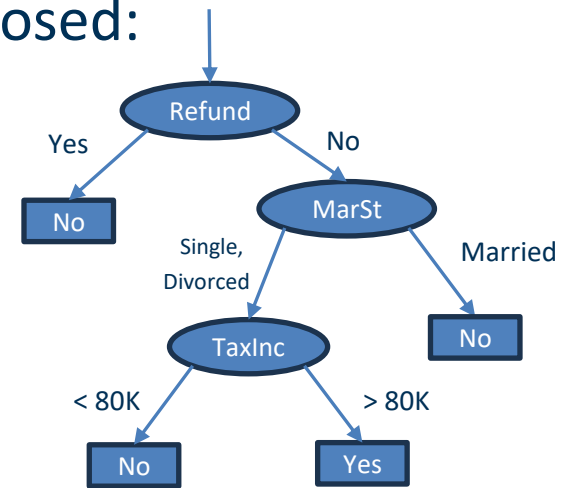 osed:
Refund
Yes
No
No
MarSt
Single,
Divorced
Married
TaxInc
No
< 80K
> 80K
No
Yes